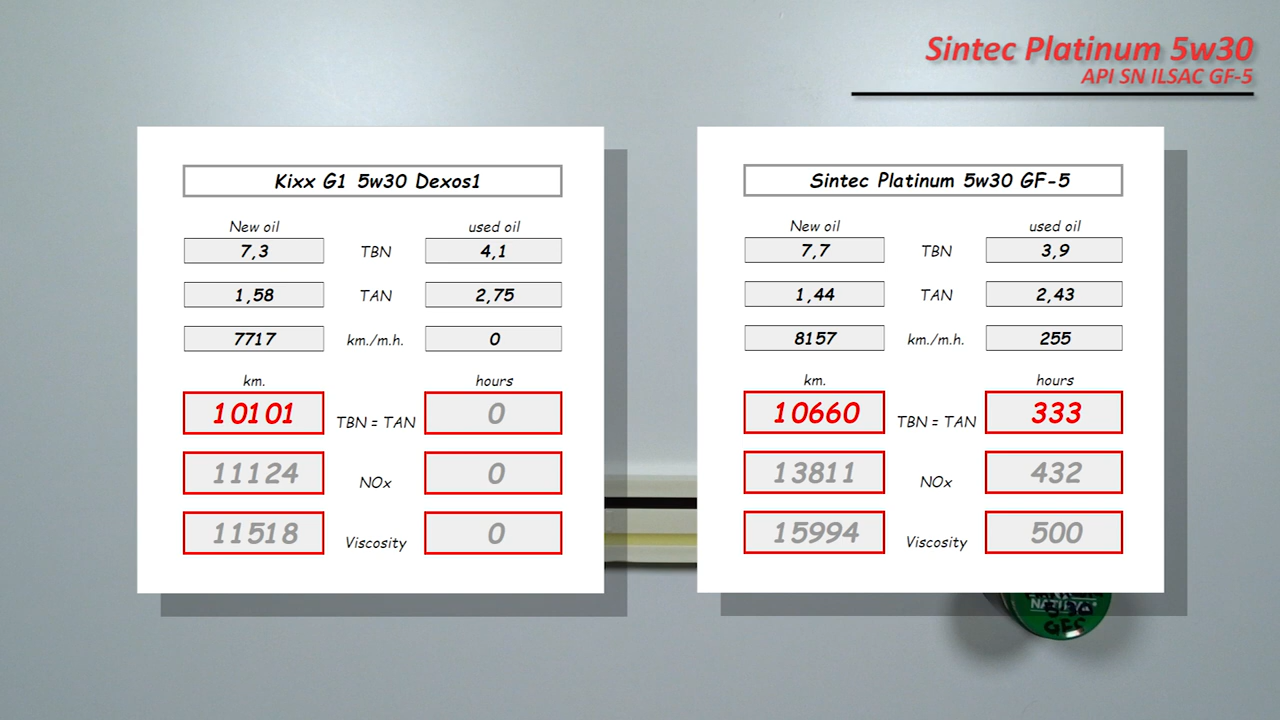 Sintec Platinum 5w30
API SN ILSAC GF-5
Kixx G1 5w30 Dexos1
New oil used oil
7,3 TBN 4,1
1,58 TAN 2,75
7717 km./m.h. 0
km. hours
10101 TBN = TAN 0
11124 NOx 0
11518 Viscosity 0
Sintec Platinum 5w30 GF-5
New oil used oil
7,7 TBN 3,9
1,44 TAN 2,43
8157 km./m.h. 255
km. hours
10660 TBN = TAN 333
13811 NOx 432
15994 Viscosity 500
GF5